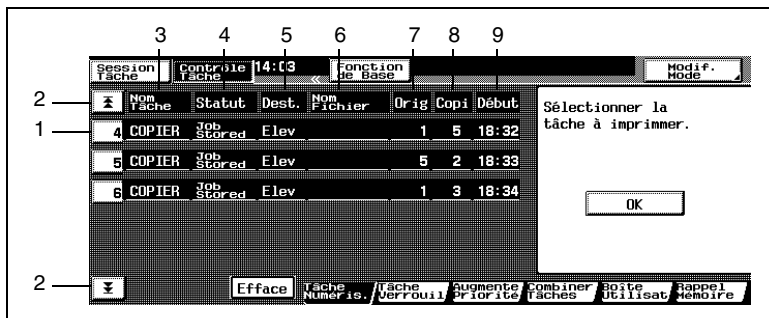 3 4 5 6 7 8 9
Session Tâche
Contrôle Tâche
14:03
Fonction de Base
Modif. Mode
2
Nom Tâche Statut Dest. Nom Fichier Orig Copi Début
1
4 COPIER Job Stored Elev 1 5 18:32
5 COPIER Job Stored Elev 5 2 18:33
6 COPIER Job Stored Elev 1 3 18:34
Sélectionner la
tâche à imprimmer.
OK
2
Efface
Tâche Numéris.
Tâche Verrouil
Augmente Priorité
Combiner Tâches
Boîte Utilisat
Rappel Mémoire